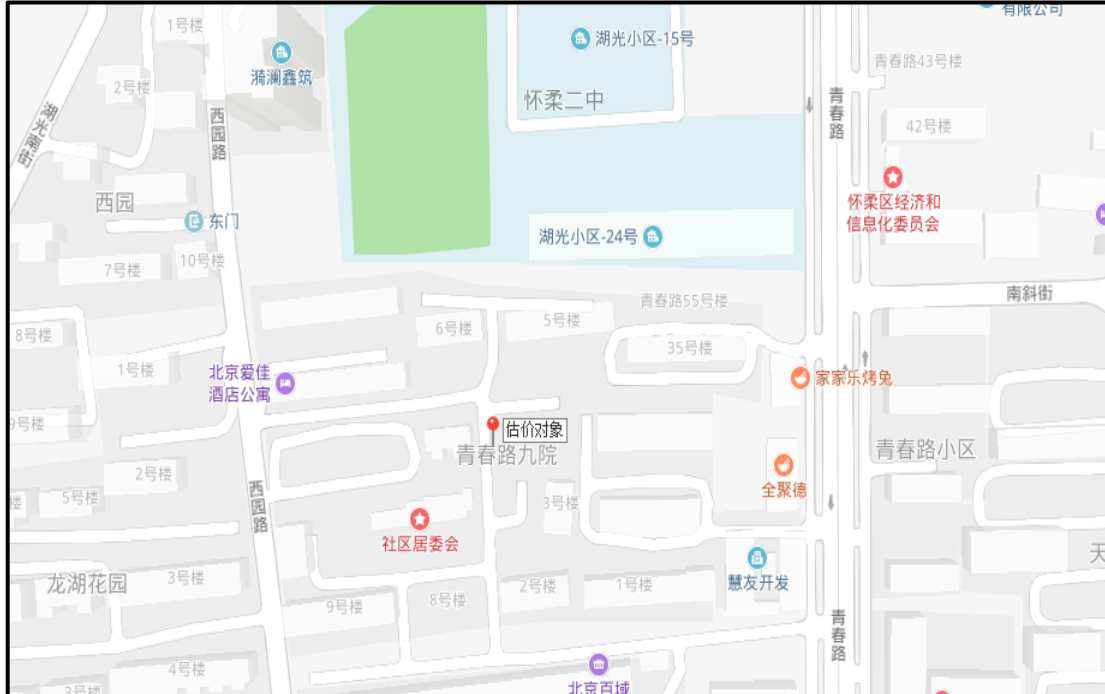 有限公司
1号楼
湖光小区-15号
漪澜鑫筑
青春路43号楼
2号楼
怀柔二中
青春路
湖光南街
西园路
42号楼
西园
怀柔区经济和
信息化委员会
东门
湖光小区-24号
7号楼
10号楼
南斜街
青春路55号楼
6号楼
5号楼
8号楼
35号楼
1号楼
北京爱佳
酒店公寓
家家乐烤兔
9号楼
估价对象
青春路九院
青春路小区
2号楼
全聚德
5号楼
西园路
3号楼
楼
社区居委会
天
龙湖花园
3号楼
2号楼
1号楼
慧友开发
9号楼
8号楼
青春路
4号楼
3号楼
北京百域